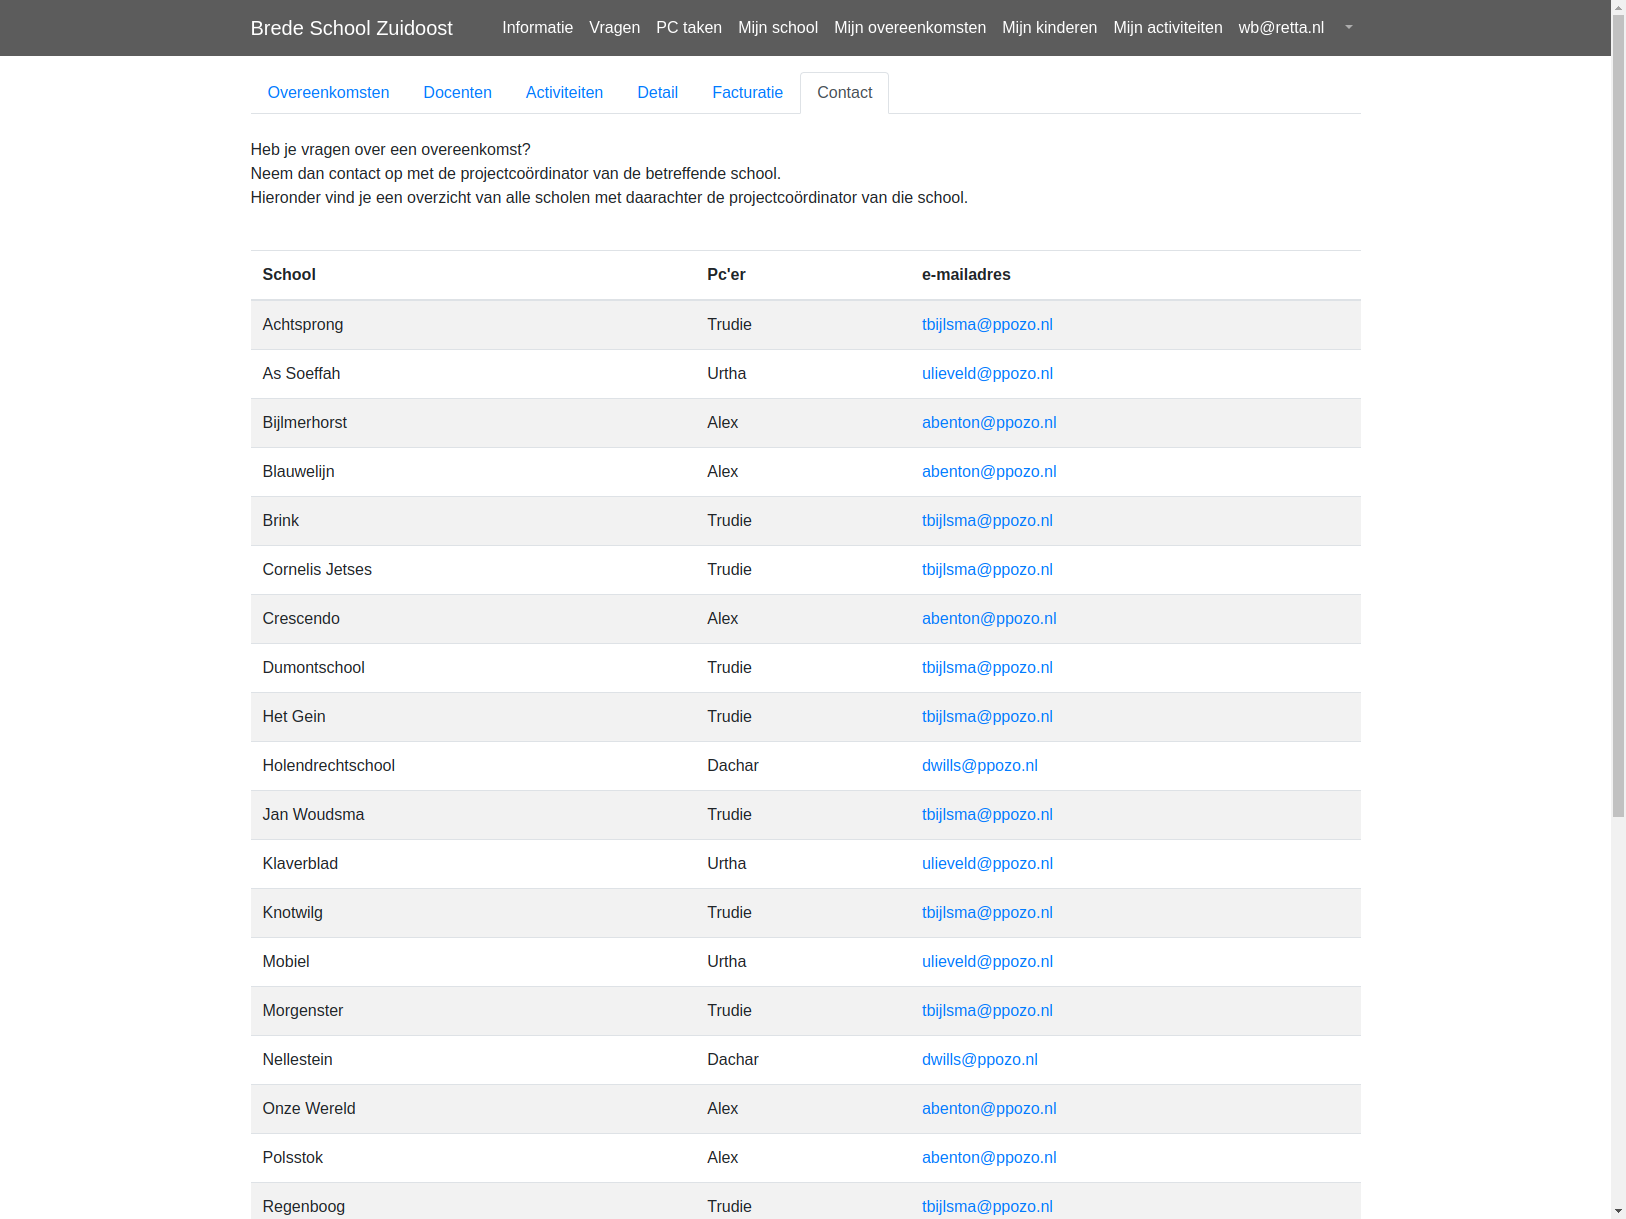 Brede School Zuidoost Informatie Vragen PC taken Mijn school Mijn overeenkomsten Mijn kinderen Mijn activiteiten wb@retta.nl
Overeenkomsten Docenten Activiteiten Detail Facturatie Contact
Heb je vragen over een overeenkomst?
Neem dan contact op met de projectcoördinator van de betreffende school.
Hieronder vind je een overzicht van alle scholen met daarachter de projectcoördinator van die school.
School Pc'er e-mailadres
Achtsprong Trudie tbijlsma@ppozo.nl
As Soeffah Urtha ulieveld@ppozo.nl
Bijlmerhorst Alex abenton@ppozo.nl
Blauwelijn Alex abenton@ppozo.nl
Brink Trudie tbijlsma@ppozo.nl
Cornelis Jetses Trudie tbijlsma@ppozo.nl
Crescendo Alex abenton@ppozo.nl
Dumontschool Trudie tbijlsma@ppozo.nl
Het Gein Trudie tbijlsma@ppozo.nl
Holendrechtschool Dachar dwills@ppozo.nl
Jan Woudsma Trudie tbijlsma@ppozo.nl
Klaverblad Urtha ulieveld@ppozo.nl
Knotwilg Trudie tbijlsma@ppozo.nl
Mobiel Urtha ulieveld@ppozo.nl
Morgenster Trudie tbijlsma@ppozo.nl
Nellestein Dachar dwills@ppozo.nl
Onze Wereld Alex abenton@ppozo.nl
Polsstok Alex abenton@ppozo.nl
Regenboog Trudie tbijlsma@ppozo.nl